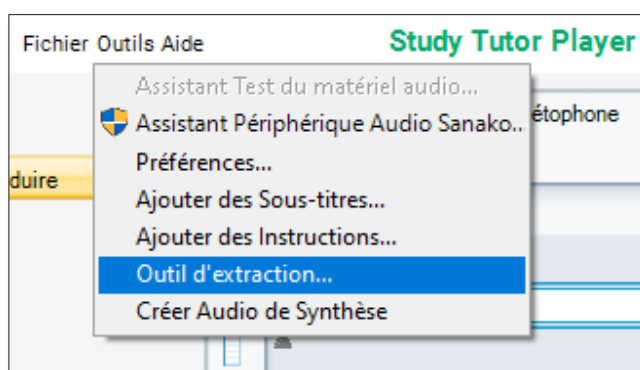 Fichier Outils Aide
Study Tutor Player
Assistant Test du matériel audio...
Assistant Périphérique Audio Sanako..
étophone
Préférences...
duire
Ajouter des Sous-titres...
Ajouter des Instructions...
Outil d'extraction...
Créer Audio de Synthèse